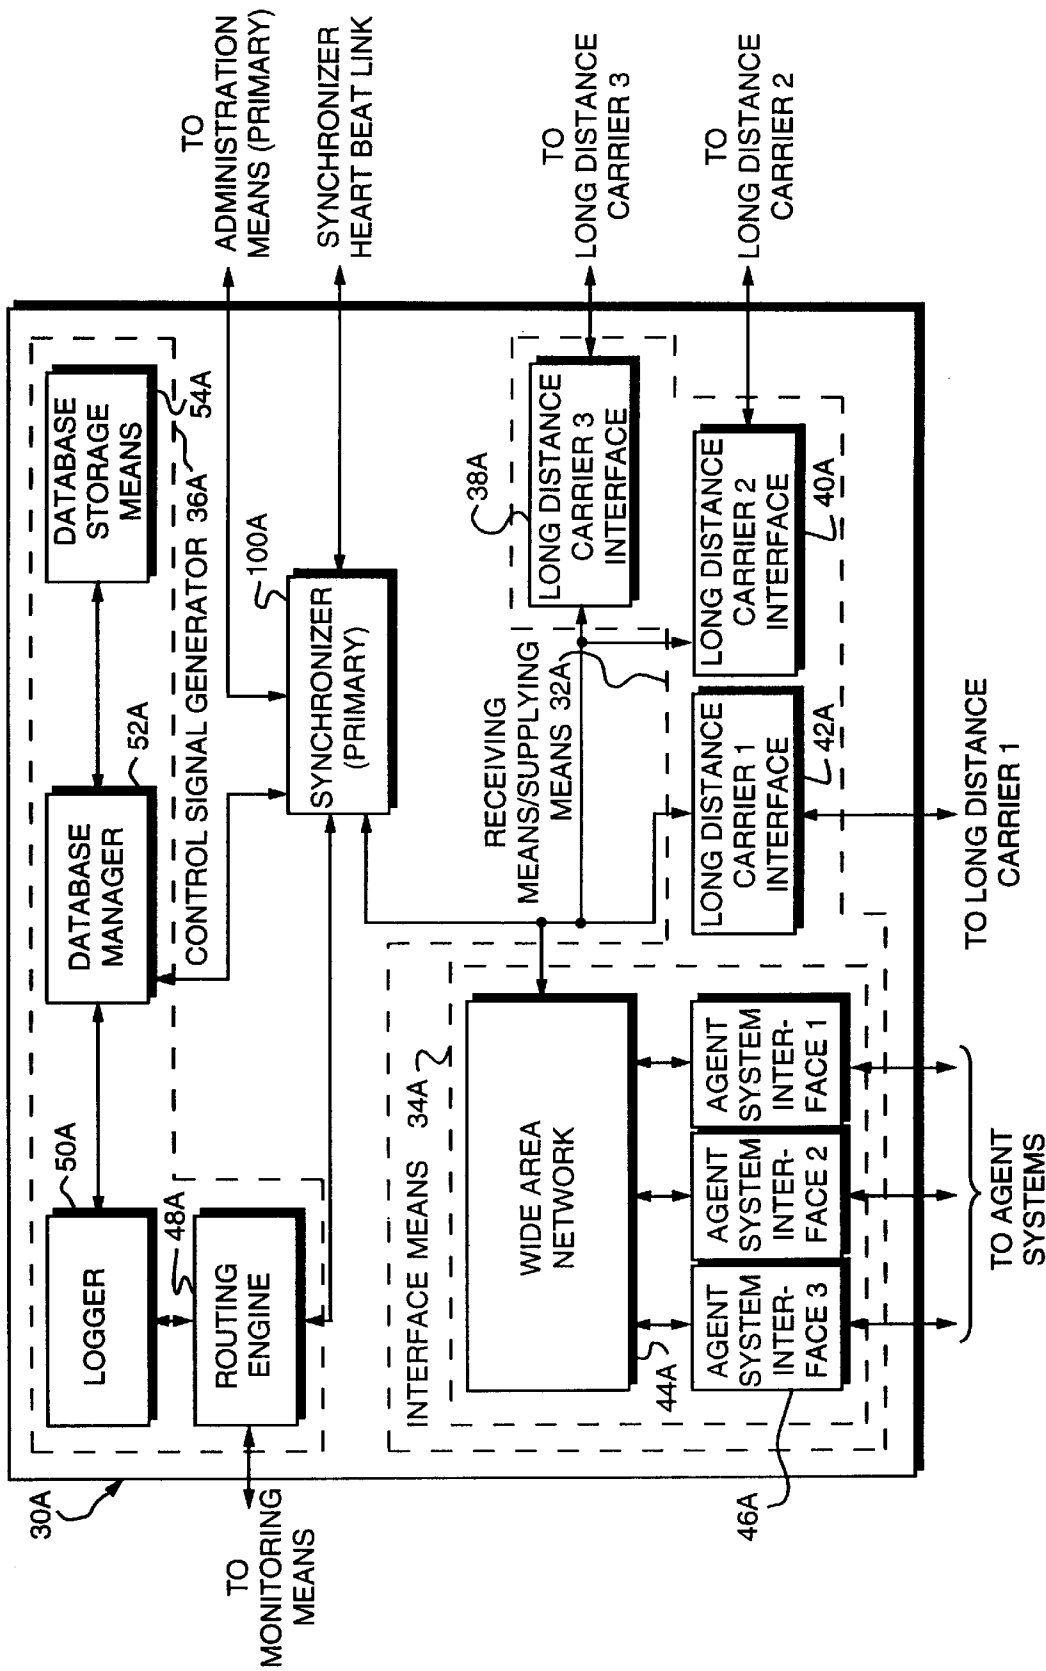 30A
TO
MONITORING
MEANS
LOGGER
50A
48A
ROUTING
ENGINE
DATABASE
MANAGER
52A
DATABASE
STORAGE
MEANS
54A
CONTROL SIGNAL GENERATOR 36A
TO
ADMINISTRATION
MEANS (PRIMARY)
SYNCHRONIZER
HEART BEAT LINK
100A
SYNCHRONIZER
(PRIMARY)
INTERFACE MEANS 34A
WIDE AREA
NETWORK
44A
AGENT
SYSTEM
INTER-
FACE 3
AGENT
SYSTEM
INTER-
FACE 2
AGENT
SYSTEM
INTER-
FACE 1
46A
TO AGENT
SYSTEMS
RECEIVING
MEANS/SUPPLYING
MEANS 32A
38A
LONG DISTANCE
CARRIER 3
INTERFACE
TO
LONG DISTANCE
CARRIER 3
LONG DISTANCE
CARRIER 2
INTERFACE
40A
TO
LONG DISTANCE
CARRIER 2
LONG DISTANCE
CARRIER 1
INTERFACE
42A
TO LONG DISTANCE
CARRIER 1